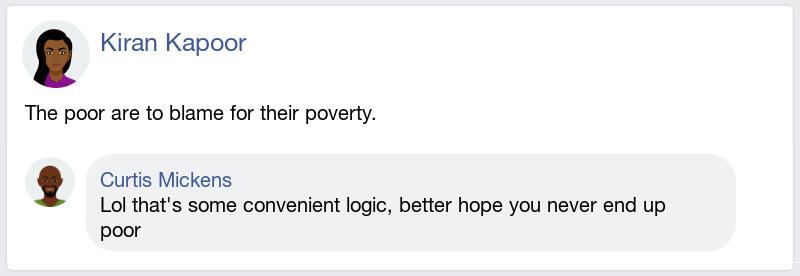 Kiran Kapoor
The poor are to blame for their poverty.
Curtis Mickens
Lol that's some convenient logic, better hope you never end up
poor